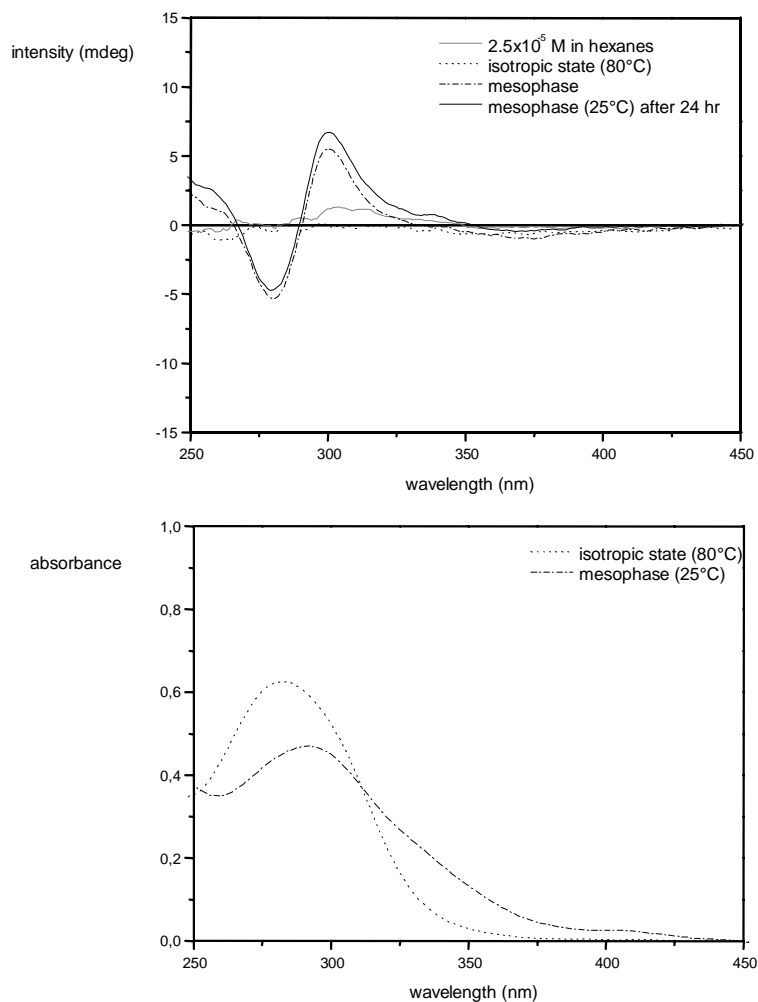 intensity (mdeg)
15
10
5
0
-5
-10
-15
250
300
350
400
450
wavelength (nm)
2.5x10⁻⁵ M in hexanes
isotropic state (80°C)
mesophase
mesophase (25°C) after 24 hr
absorbance
1,0
0,8
0,6
0,4
0,2
0,0
250
300
350
400
450
wavelength (nm)
isotropic state (80°C)
mesophase (25°C)